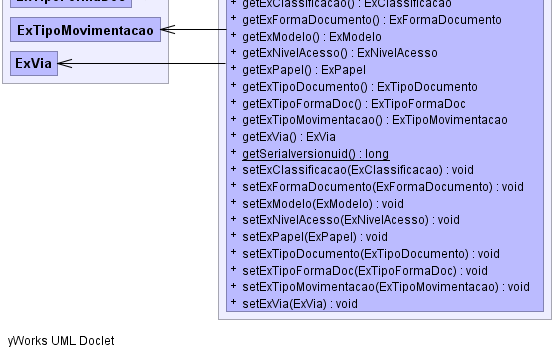 ExTipoFormaDoc
ExTipoMovimentacao
ExVia
+ getExClassificacao() : ExClassificacao
+ getExFormaDocumento() : ExFormaDocumento
+ getExModelo() : ExModelo
+ getExNivelAcesso() : ExNivelAcesso
+ getExPapel() : ExPapel
+ getExTipoDocumento() : ExTipoDocumento
+ getExTipoFormaDoc() : ExTipoFormaDoc
+ getExTipoMovimentacao() : ExTipoMovimentacao
+ getExVia() : ExVia
+ getSerialversionuid() : long
+ setExClassificacao(ExClassificacao) : void
+ setExFormaDocumento(ExFormaDocumento) : void
+ setExModelo(ExModelo) : void
+ setExNivelAcesso(ExNivelAcesso) : void
+ setExPapel(ExPapel) : void
+ setExTipoDocumento(ExTipoDocumento) : void
+ setExTipoFormaDoc(ExTipoFormaDoc) : void
+ setExTipoMovimentacao(ExTipoMovimentacao) : void
+ setExVia(ExVia) : void
yWorks UML Doclet